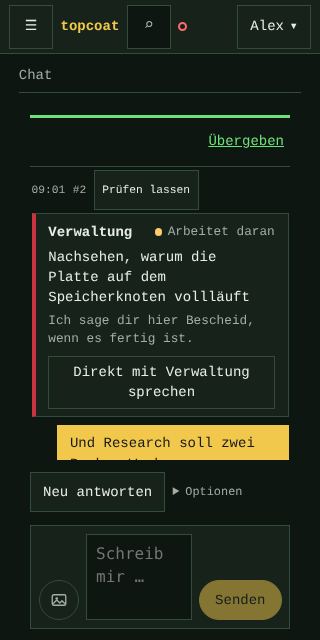 ☰ topcoat ⌕ Alex ▾
Chat
Übergeben
09:01 #2 Prüfen lassen
Verwaltung Arbeitet daran
Nachsehen, warum die
Platte auf dem
Speicherknoten vollläuft
Ich sage dir hier Bescheid,
wenn es fertig ist.
Direkt mit Verwaltung
sprechen
Und Research soll zwei
Neu antworten ▶ Optionen
Schreib
mir …
Senden